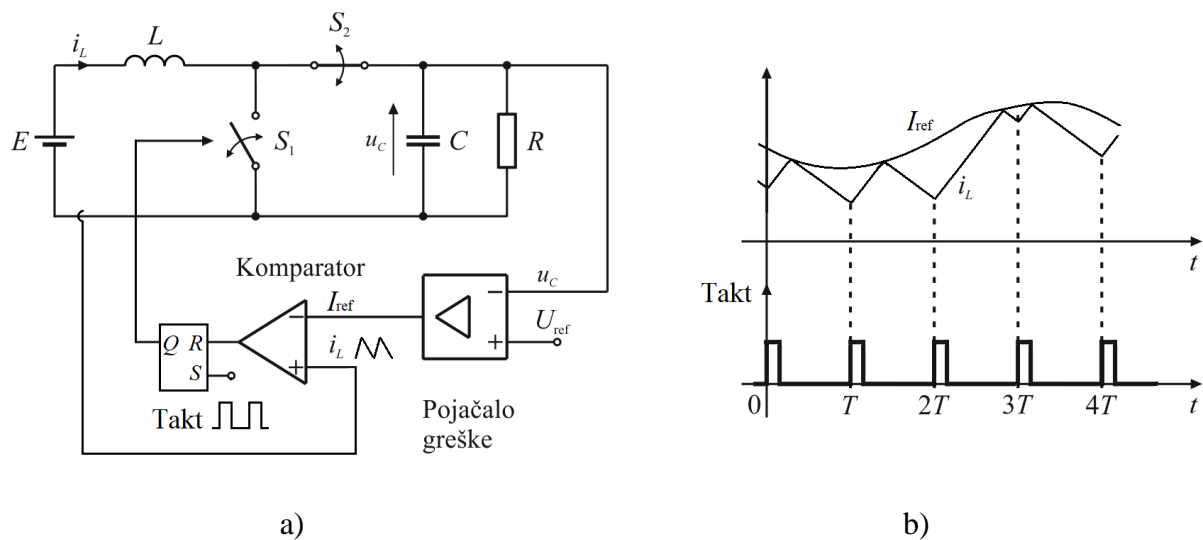 i_L
L
S_2
E
S_1
u_C
C
R
Komparator
I_ref
u_C
−
U_ref
+
−
i_L
+
Q R
S
Takt
Pojačalo
greške
a)
I_ref
i_L
t
Takt
0 T 2T 3T 4T t
b)